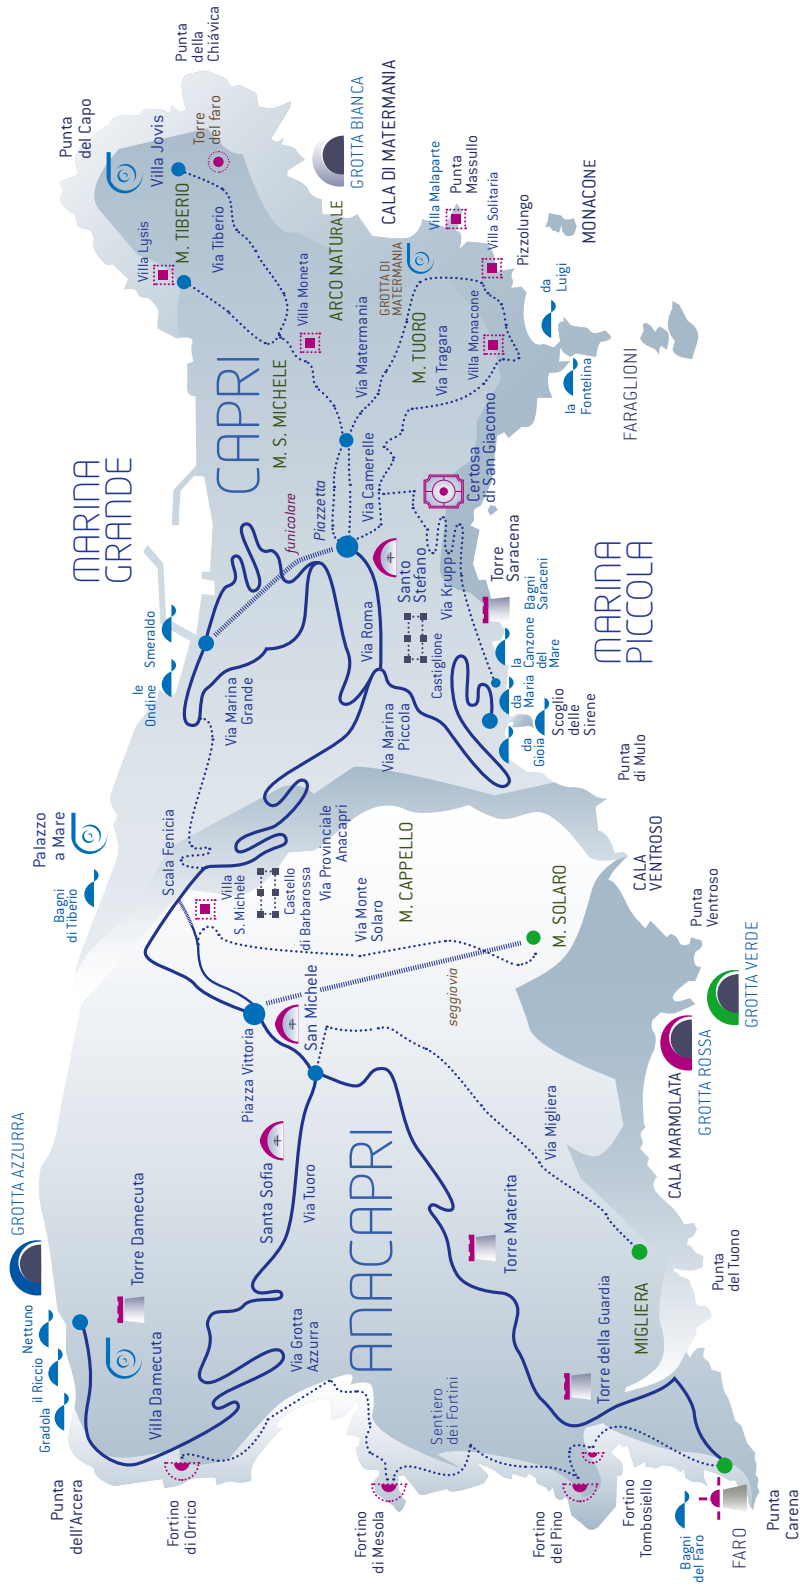 GROTTA AZZURRA
Gradola
il Riccio
Nettuno
Torre Damecuta
Villa Damecuta
Punta
dell'Arcera
Fortino
di Orrico
Via Grotta
Azzurra
Santa Sofia
Via Tuoro
ANACAPRI
Fortino
di Mesola
Sentiero
dei Fortini
Torre Materita
Torre della Guardia
Fortino
del Pino
Fortino
Tombosiello
Bagni
del Faro
FARO
Punta
Carena
MIGLIERA
Via Migliera
Punta
del Tuono
CALA MARMOLATA
GROTTA ROSSA
GROTTA VERDE
Punta
Ventroso
CALA
VENTROSO
Palazzo
a Mare
Bagni
di Tiberio
Scala Fenicia
Villa
S. Michele
Castello
di Barbarossa
Via Provinciale
Anacapri
Via Monte
Solaro
M. CAPPELLO
M. SOLARO
seggiovia
Piazza Vittoria
San Michele
MARINA
GRANDE
le
Ondine
Smeraldo
Via Marina
Grande
funicolare
Piazzetta
Via Roma
Via Marina
Piccola
Santo
Stefano
Castiglione
Via Krupp
Via Camerelle
Certosa
di San Giacomo
Torre
Saracena
Bagni
Saraceni
la
Canzone
del
Mare
da
Maria
da
Gioia
Scoglio
delle
Sirene
Punta
di Mulo
MARINA
PICCOLA
CAPRI
M. S. MICHELE
Villa Moneta
ARCO NATURALE
Via Matermania
M. TUORO
Via Tragara
Villa Monacone
GROTTA DI
MATERMANIA
Villa Malaparte
Punta
Massullo
Villa Solitaria
Pizzolungo
MONACONE
da
Luigi
la
Fontelina
FARAGLIONI
Punta
del Capo
Punta
della
Chiávica
Villa Jovis
Torre
del faro
M. TIBERIO
Villa Lysis
Via Tiberio
GROTTA BIANCA
CALA DI MATERMANIA